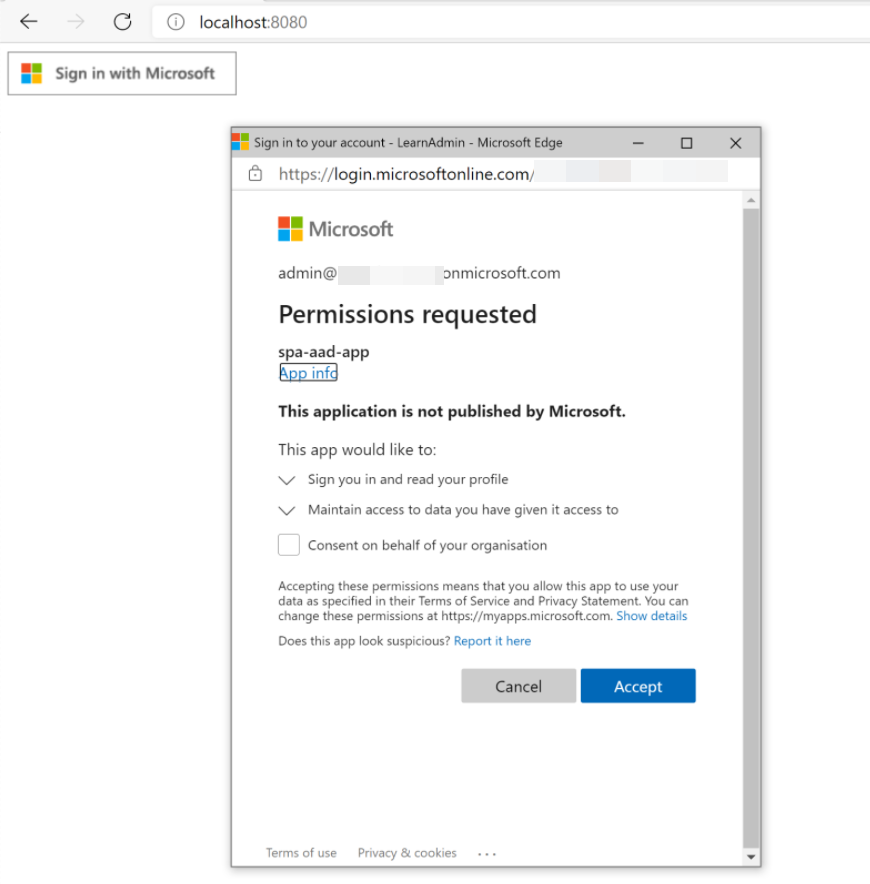 localhost:8080
Sign in with Microsoft
Sign in to your account - LearnAdmin - Microsoft Edge
https://login.microsoftonline.com/
Microsoft
admin@ onmicrosoft.com
Permissions requested
spa-aad-app
App info
This application is not published by Microsoft.
This app would like to:
Sign you in and read your profile
Maintain access to data you have given it access to
Consent on behalf of your organisation
Accepting these permissions means that you allow this app to use your
data as specified in their Terms of Service and Privacy Statement. You can
change these permissions at https://myapps.microsoft.com. Show details
Does this app look suspicious? Report it here
Cancel Accept
Terms of use Privacy & cookies ...